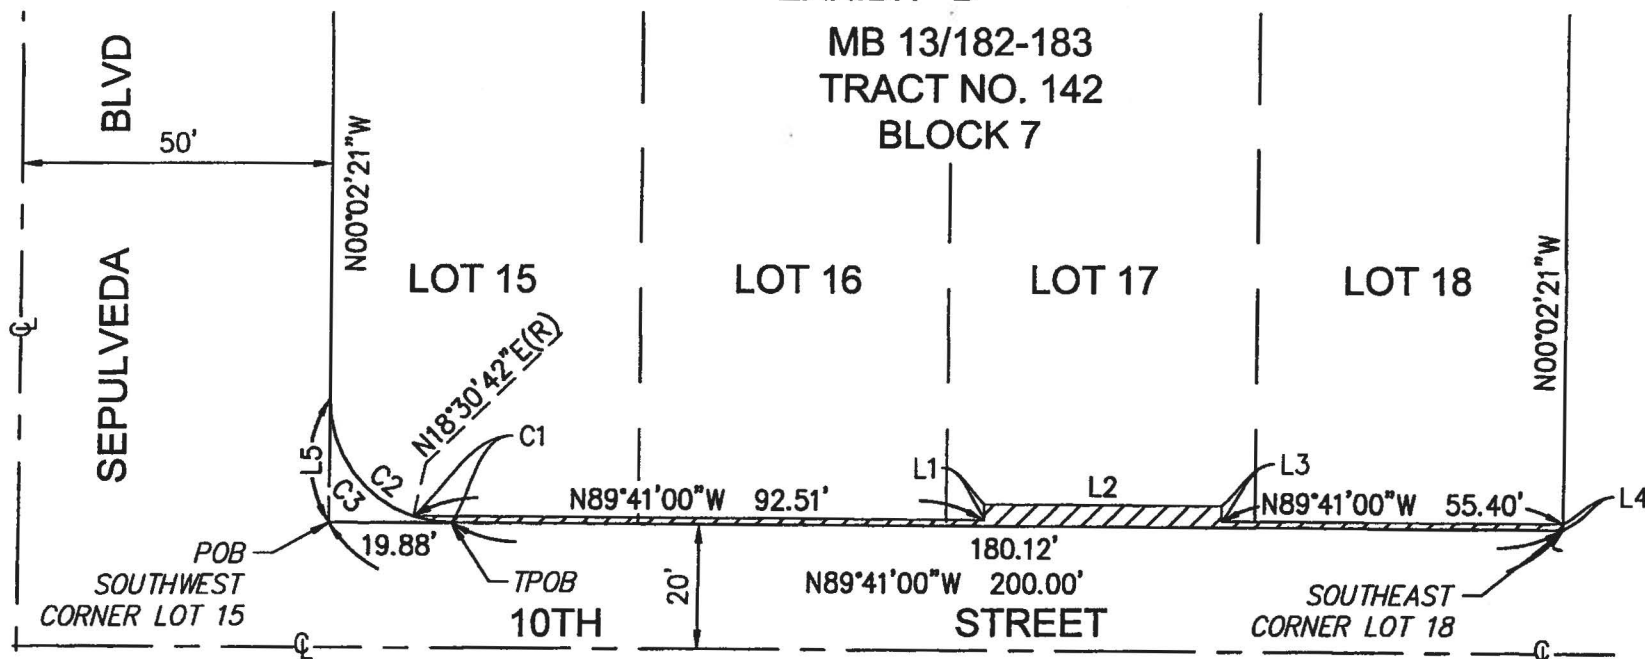 MB 13/182-183
TRACT NO. 142
BLOCK 7
SEPULVEDA BLVD
50'
N00°02'21"W
LOT 15
LOT 16
LOT 17
LOT 18
N00°02'21"W
N18°30'42"E(R)
C1
L5
C2
C3
L1
L2
L3
L4
N89°41'00"W 92.51'
N89°41'00"W 55.40'
POB
SOUTHWEST
CORNER LOT 15
19.88'
TPOB
20'
180.12'
N89°41'00"W 200.00'
10TH STREET
SOUTHEAST
CORNER LOT 18